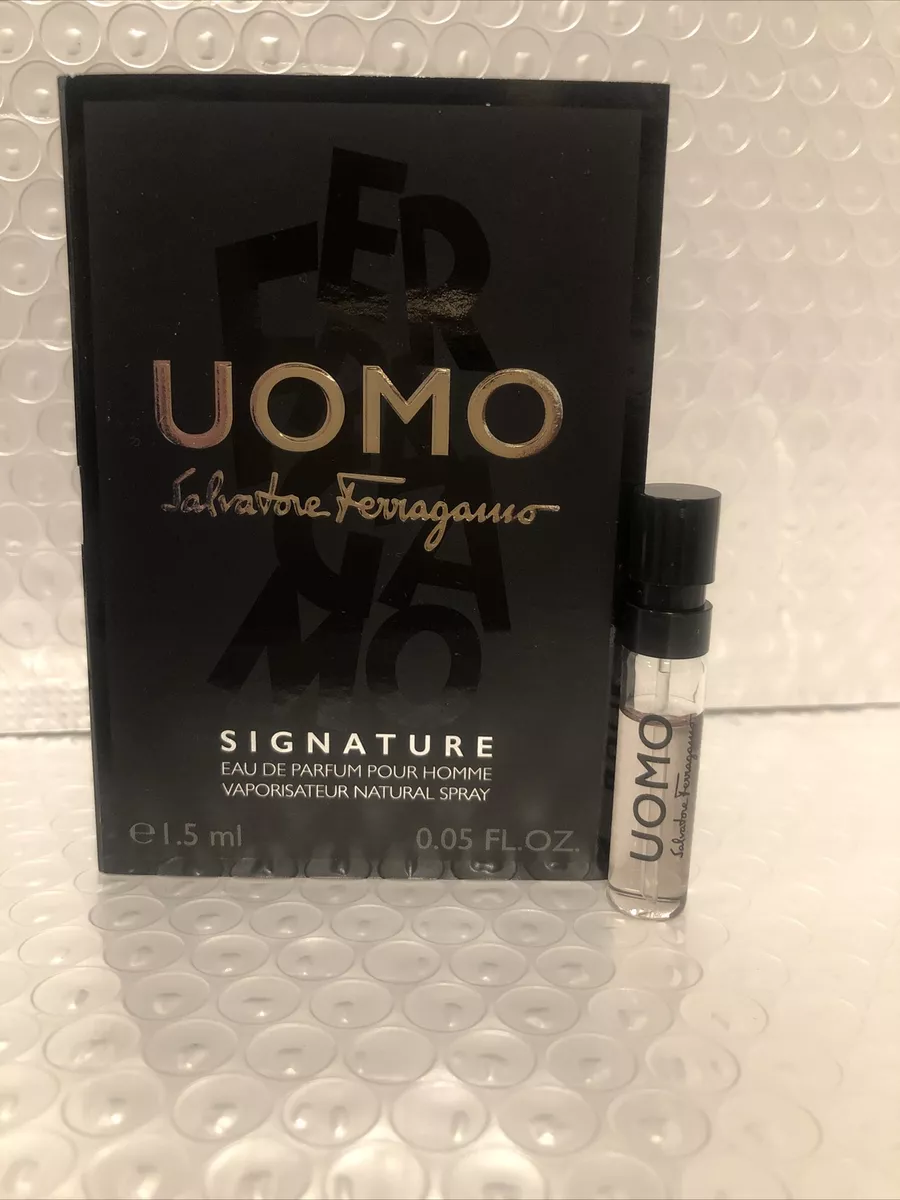 FERRAGAMO
UOMO
Salvatore Ferragamo
SIGNATURE
EAU DE PARFUM POUR HOMME
VAPORISATEUR NATURAL SPRAY
℮1.5 ml 0.05 FL.OZ.
UOMO
Salvatore Ferragamo